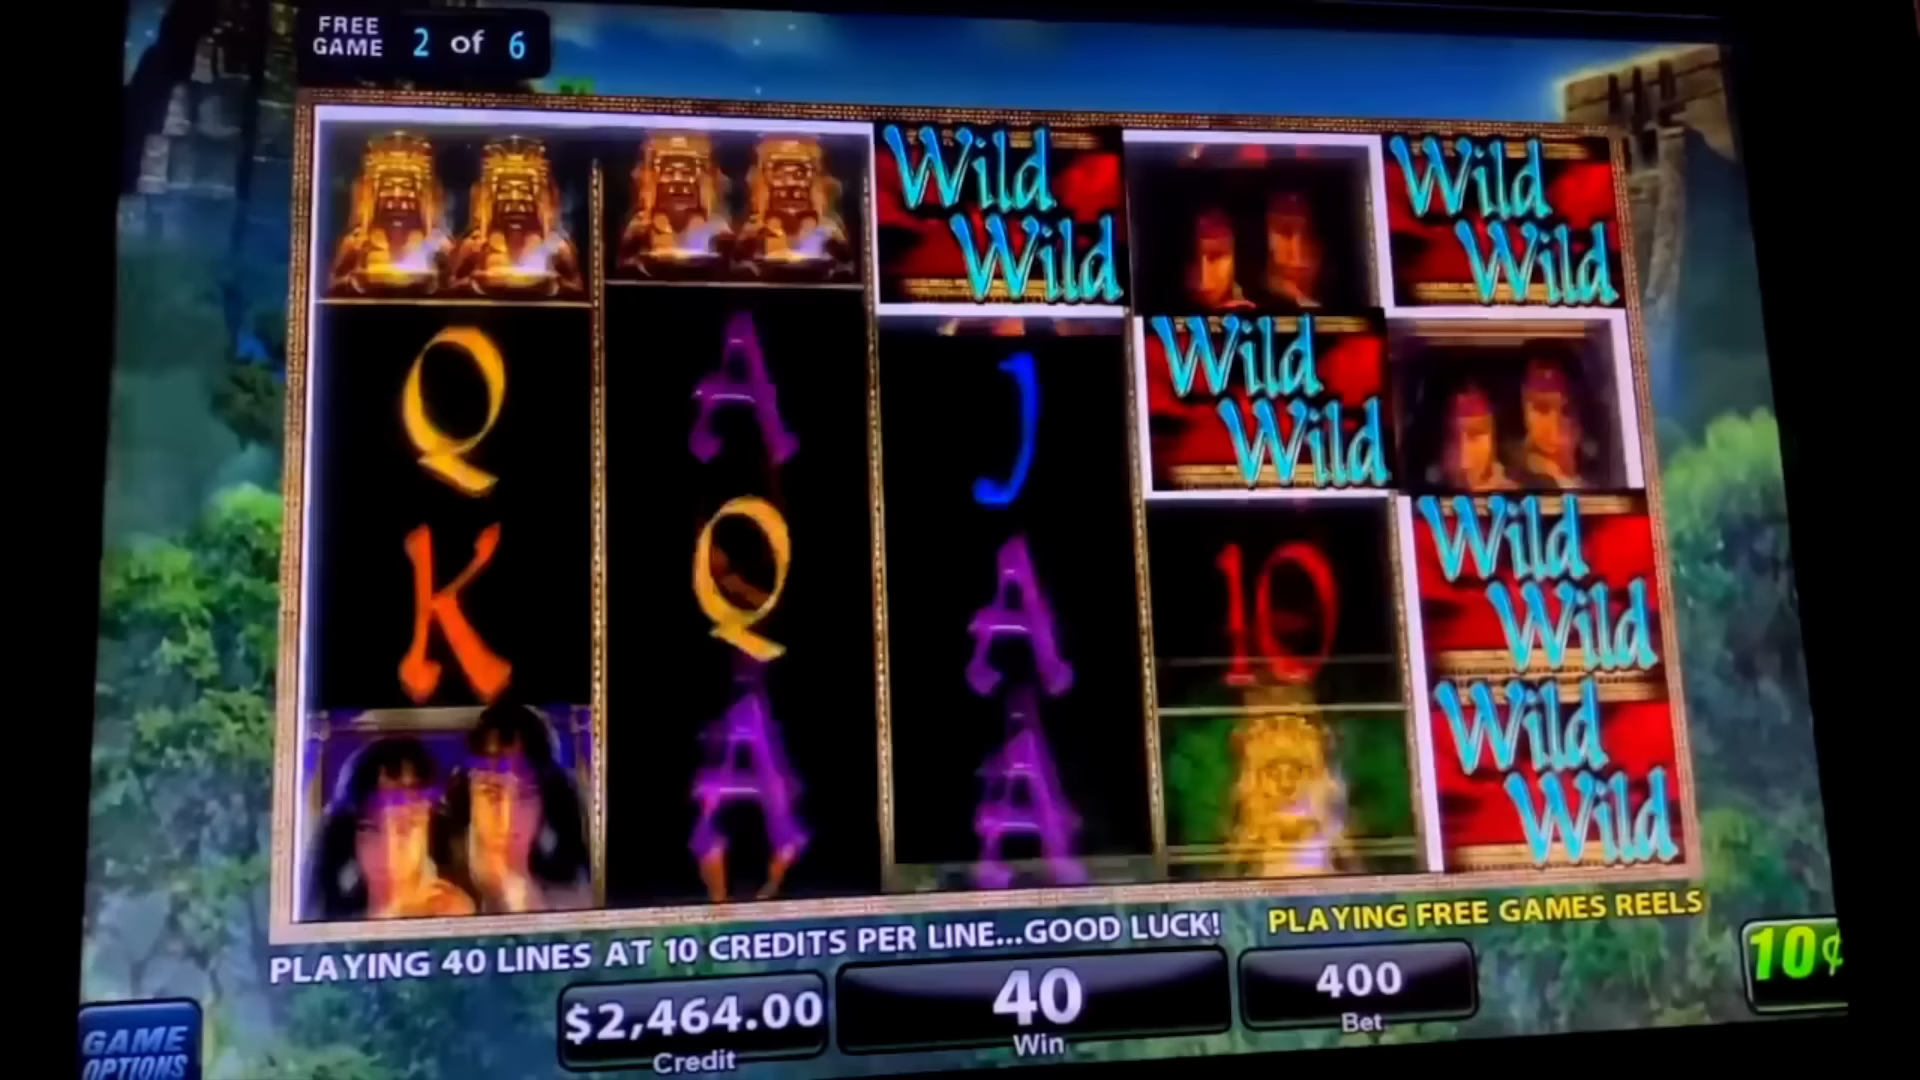 FREE
GAME 2 of 6
Wild
Wild
Wild
Wild
Q
A
J
Wild
Wild
K
Q
A
10
Wild
Wild
A
A
Wild
Wild
PLAYING 40 LINES AT 10 CREDITS PER LINE...GOOD LUCK!
PLAYING FREE GAMES REELS
$2,464.00
Credit
40
Win
400
Bet
10¢
GAME
OPTIONS